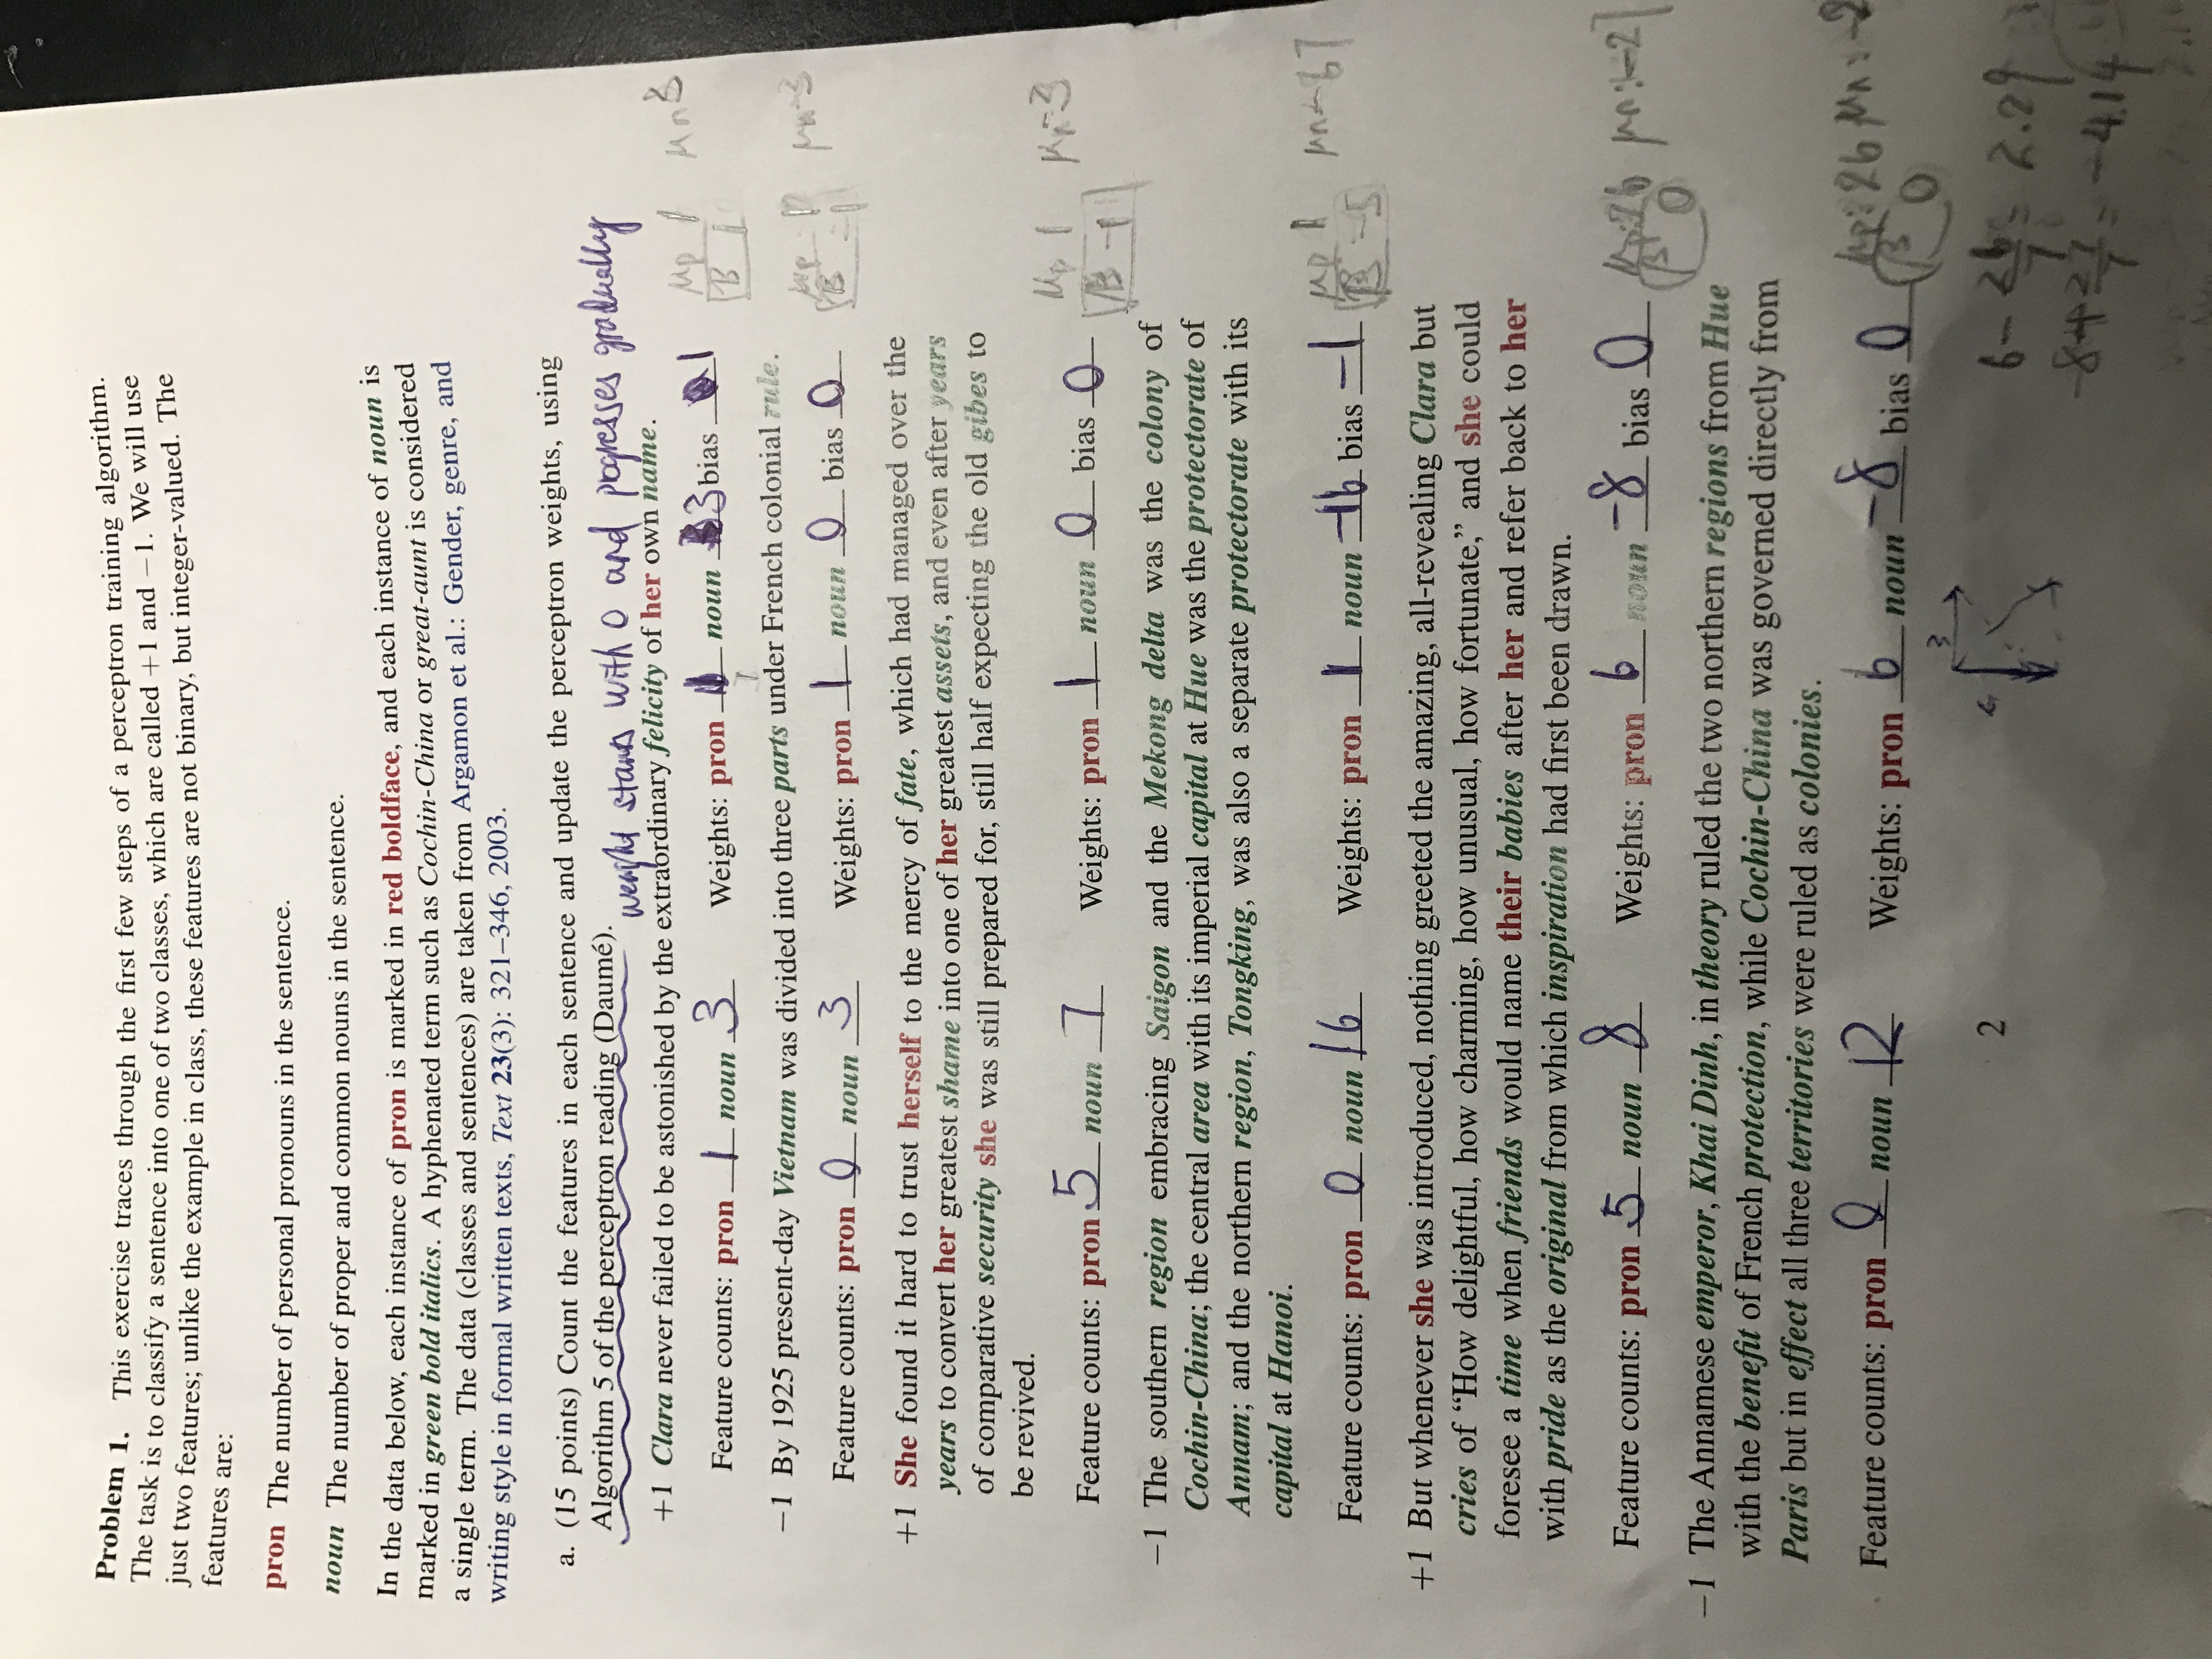 Problem 1. This exercise traces through the first few steps of a perceptron training algorithm.
The task is to classify a sentence into one of two classes, which are called +1 and −1. We will use
just two features; unlike the example in class, these features are not binary, but integer-valued. The
features are:
pron The number of personal pronouns in the sentence.
noun The number of proper and common nouns in the sentence.
In the data below, each instance of pron is marked in red boldface, and each instance of noun is
marked in green bold italics. A hyphenated term such as Cochin-China or great-aunt is considered
a single term. The data (classes and sentences) are taken from Argamon et al.: Gender, genre, and
writing style in formal written texts, Text 23(3): 321–346, 2003.
a. (15 points) Count the features in each sentence and update the perceptron weights, using
Algorithm 5 of the perceptron reading (Daumé).
weight starts with 0 and progresses gradually
+1 Clara never failed to be astonished by the extraordinary felicity of her own name.
Feature counts: pron 1 noun 3 Weights: pron 1 noun 3 bias 1
μp 1 μn 3
B 1
−1 By 1925 present-day Vietnam was divided into three parts under French colonial rule.
Feature counts: pron 0 noun 3 Weights: pron 1 noun 0 bias 0
B -1
+1 She found it hard to trust herself to the mercy of fate, which had managed over the
years to convert her greatest shame into one of her greatest assets, and even after years
of comparative security she was still prepared for, still half expecting the old gibes to
be revived.
Feature counts: pron 5 noun 7 Weights: pron 1 noun 0 bias 0
μp 1 μn-3
B -1
−1 The southern region embracing Saigon and the Mekong delta was the colony of
Cochin-China; the central area with its imperial capital at Hue was the protectorate of
Annam; and the northern region, Tongking, was also a separate protectorate with its
capital at Hanoi.
Feature counts: pron 0 noun 16 Weights: pron 1 noun -16 bias -1
μp 1 μn-67
B -5
+1 But whenever she was introduced, nothing greeted the amazing, all-revealing Clara but
cries of “How delightful, how charming, how unusual, how fortunate,” and she could
foresee a time when friends would name their babies after her and refer back to her
with pride as the original from which inspiration had first been drawn.
Feature counts: pron 5 noun 8 Weights: pron 6 noun -8 bias 0
μp:26 μn:-27
B 0
−1 The Annamese emperor, Khai Dinh, in theory ruled the two northern regions from Hue
with the benefit of French protection, while Cochin-China was governed directly from
Paris but in effect all three territories were ruled as colonies.
Feature counts: pron 0 noun 12 Weights: pron 6 noun -8 bias 0
μp:26 μn:-2
B 0
3
2
6 - 26/7 = 2.29
-8+27/7 = -4.14